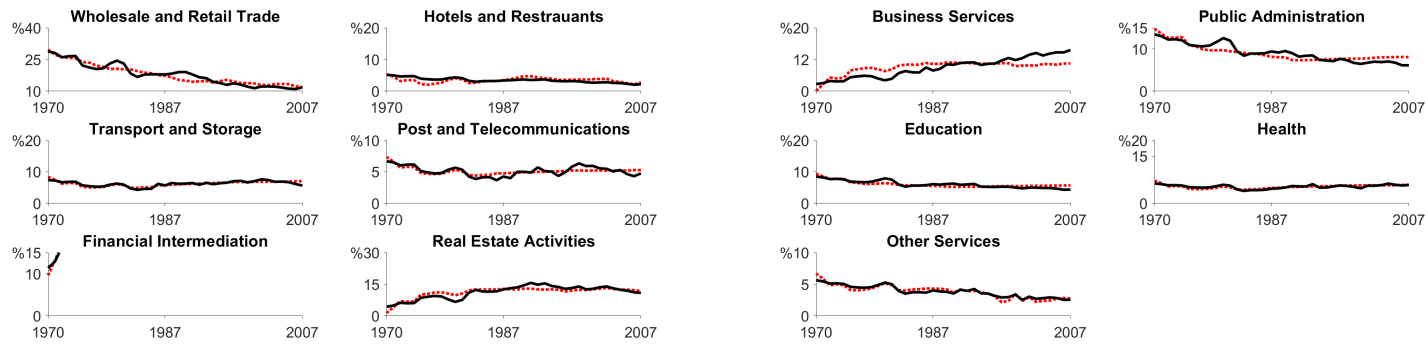 Wholesale and Retail Trade
%40
25
10
1970 1987 2007
Hotels and Restrauants
%20
12
0
1970 1987 2007
Business Services
%20
12
0
1970 1987 2007
Public Administration
%15
10
0
1970 1987 2007
Transport and Storage
%20
10
0
1970 1987 2007
Post and Telecommunications
%10
5
0
1970 1987 2007
Education
%20
10
0
1970 1987 2007
Health
%20
15
0
1970 1987 2007
Financial Intermediation
%15
10
0
1970 1987 2007
Real Estate Activities
%30
15
0
1970 1987 2007
Other Services
%10
5
0
1970 1987 2007